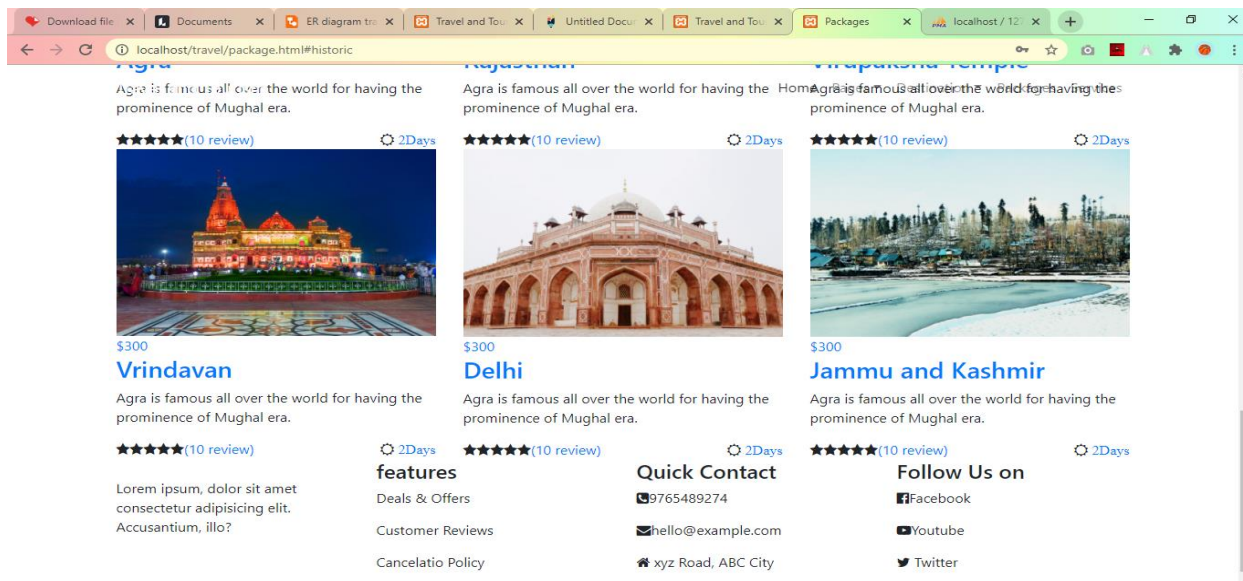 Download file
Documents
ER diagram tra
Travel and Tou
Untitled Docur
Travel and Tou
Packages
localhost / 127
localhost/travel/package.html#historic
Agra
Rajusthan
Virupaksha Temple
Home
Destination
Packages
Services
Agra is famous all over the world for having the
prominence of Mughal era.
Agra is famous all over the world for having the
prominence of Mughal era.
Agra is famous all over the world for having the
prominence of Mughal era.
(10 review) 2Days
(10 review) 2Days
(10 review) 2Days
$300
Vrindavan
Agra is famous all over the world for having the
prominence of Mughal era.
(10 review) 2Days
$300
Delhi
Agra is famous all over the world for having the
prominence of Mughal era.
(10 review) 2Days
$300
Jammu and Kashmir
Agra is famous all over the world for having the
prominence of Mughal era.
(10 review) 2Days
Lorem ipsum, dolor sit amet
consectetur adipisicing elit.
Accusantium, illo?
features
Deals & Offers
Customer Reviews
Cancelatio Policy
Quick Contact
9765489274
hello@example.com
xyz Road, ABC City
Follow Us on
Facebook
Youtube
Twitter